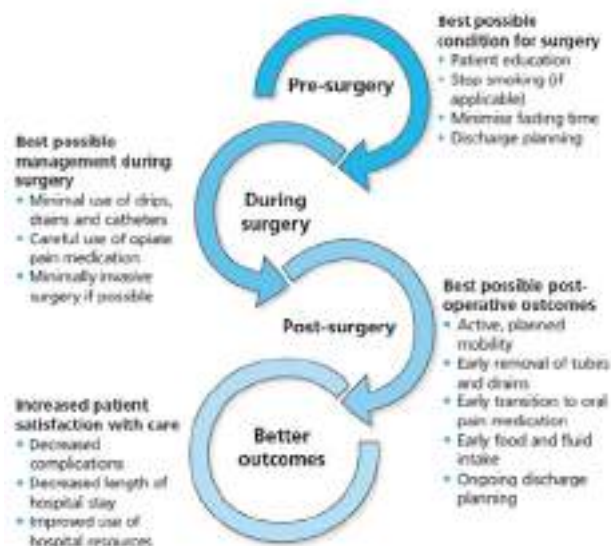 Pre-surgery
Best possible
condition for surgery
• Patient education
• Stop smoking (if
applicable)
• Minimise fasting time
• Discharge planning
Best possible
management during
surgery
• Minimal use of drips,
drains and catheters
• Careful use of opiate
pain medication
• Minimally invasive
surgery if possible
During
surgery
Post-surgery
Best possible post-
operative outcomes
• Active, planned
mobility
• Early removal of tubes
and drains
• Early transition to oral
pain medication
• Early food and fluid
intake
• Ongoing discharge
planning
Increased patient
satisfaction with care
• Decreased
complications
• Decreased length of
hospital stay
• Improved use of
hospital resources
Better
outcomes